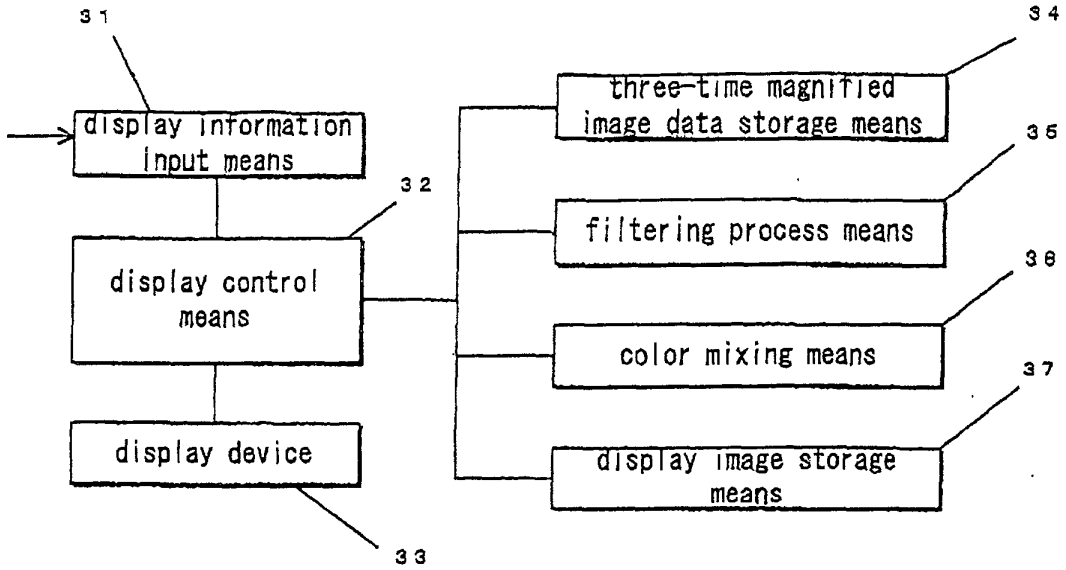 31
display information
input means
32
display control
means
display device
33
34
three-time magnified
image data storage means
35
filtering process means
36
color mixing means
37
display image storage
means